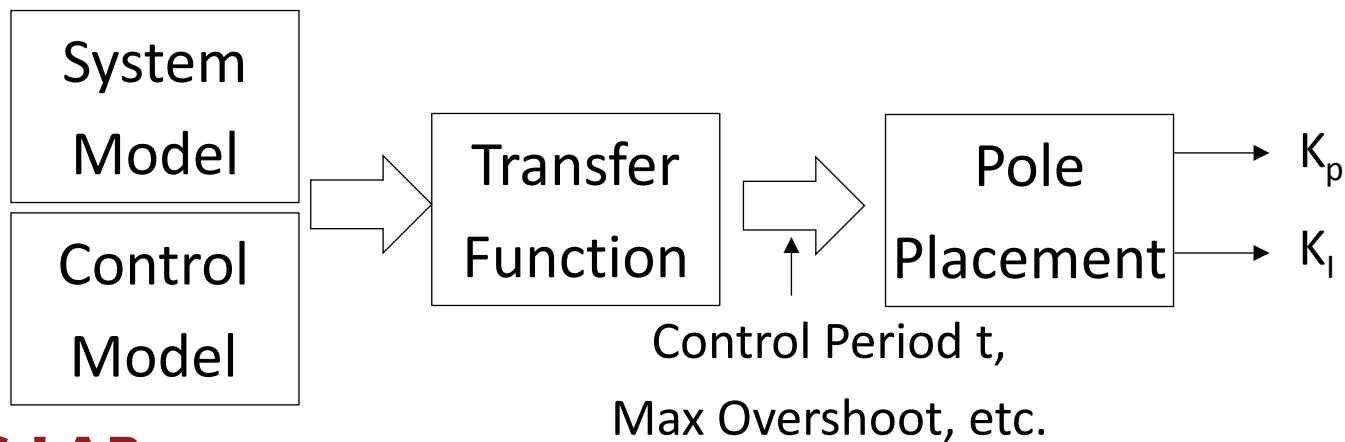 System
Model
Control
Model
Transfer
Function
Pole
Placement
Kp
KI
Control Period t,
Max Overshoot, etc.